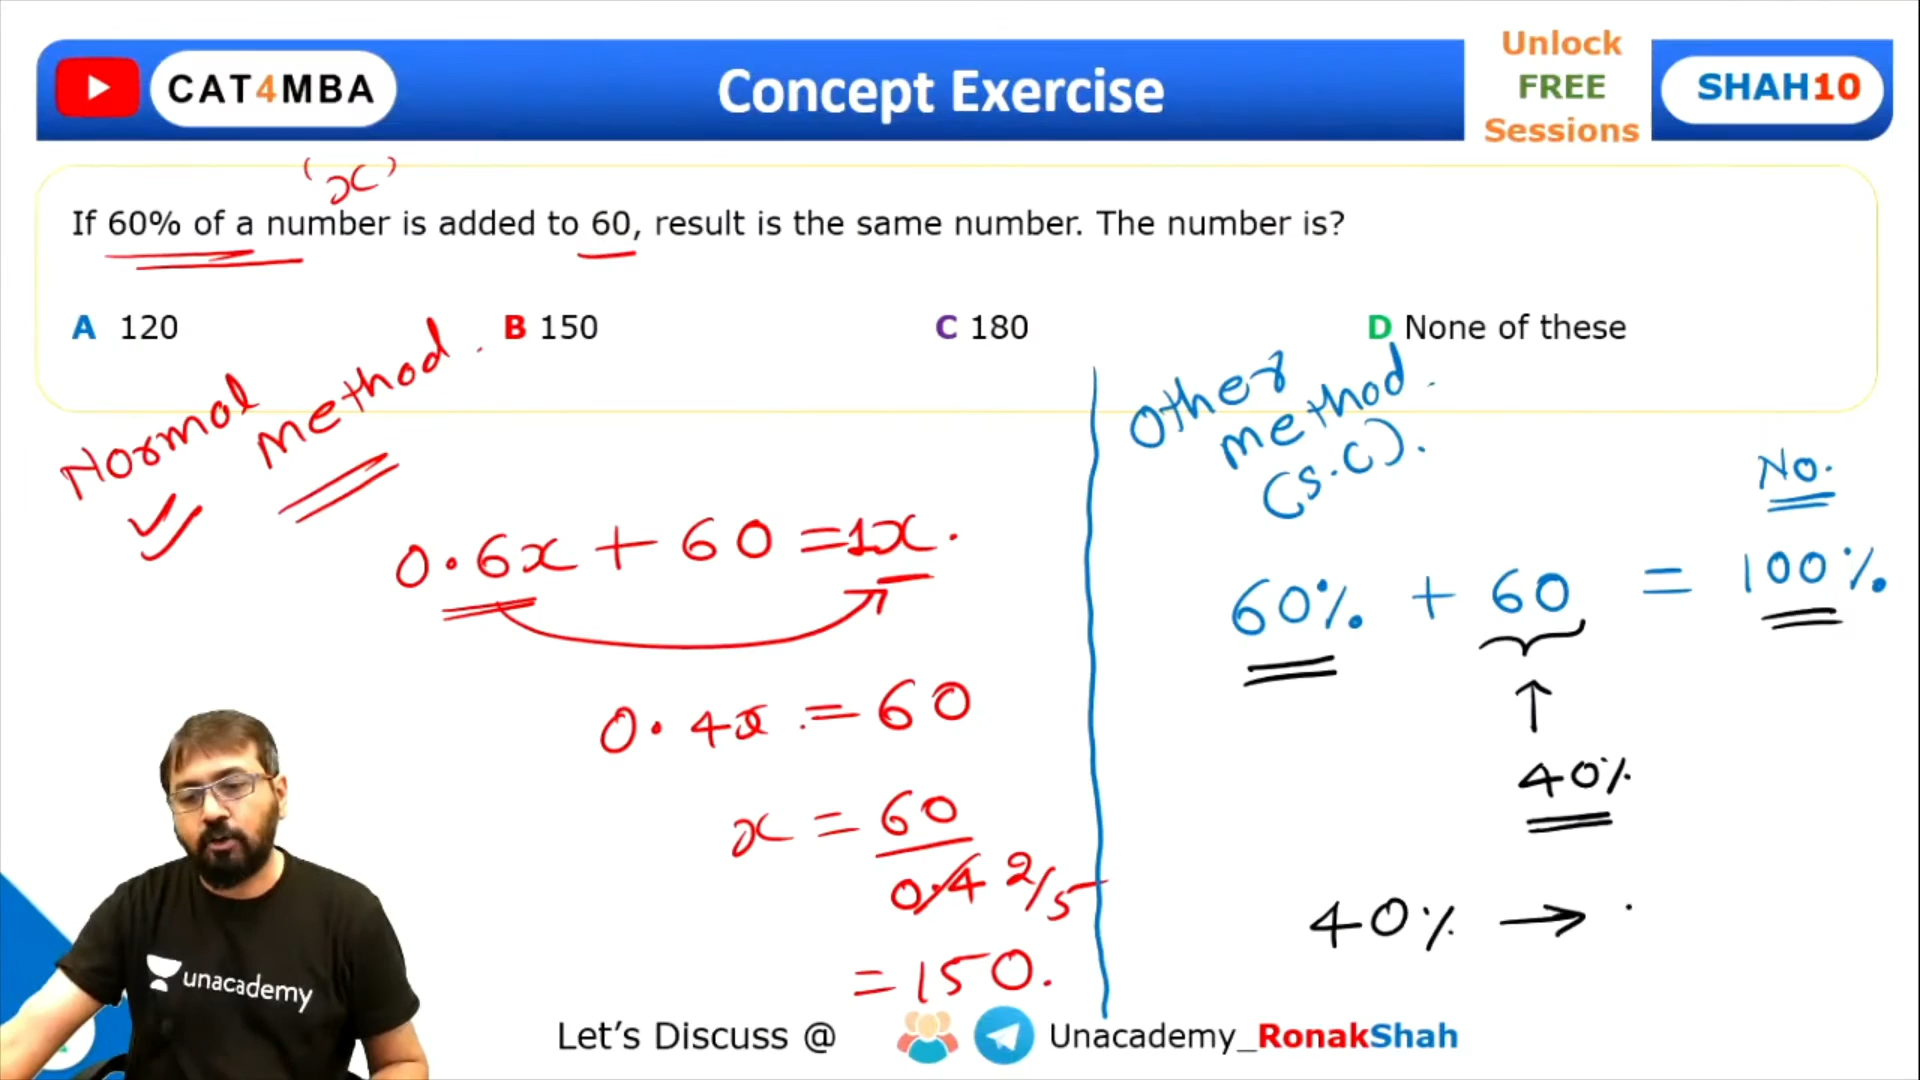 CAT4MBA
Concept Exercise
Unlock
FREE
Sessions
SHAH10
(x)
If 60% of a number is added to 60, result is the same number. The number is?
A 120
B 150
C 180
D None of these
Normal
method.
0.6x + 60 = 1x.
0.4x = 60
x = 60
0.4 2/5
= 150.
Other
method.
(S.C).
No.
60% + 60 = 100%
40%
40% →
unacademy
Let's Discuss @
Unacademy_RonakShah